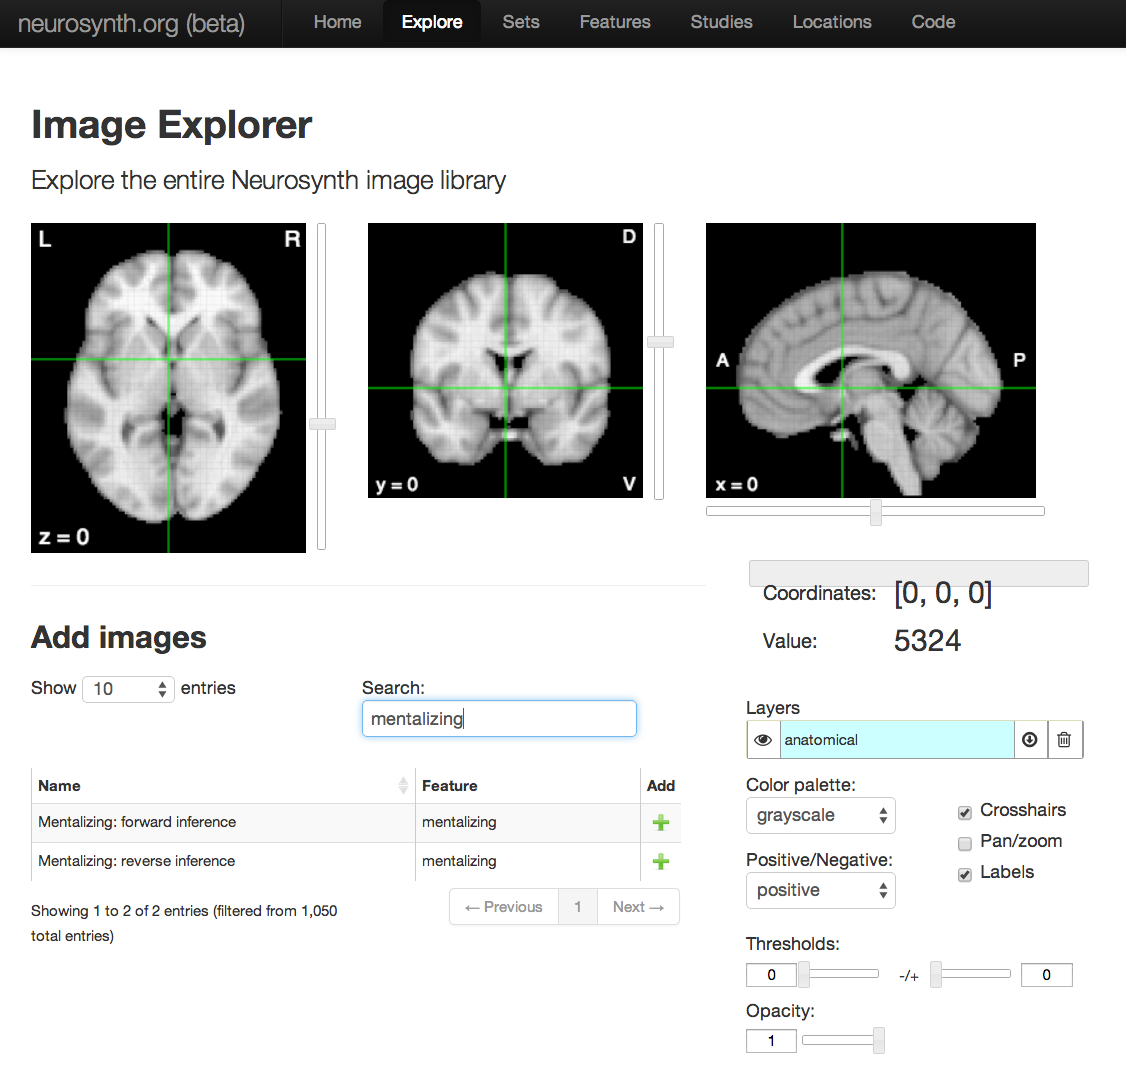 neurosynth.org (beta) Home Explore Sets Features Studies Locations Code
Image Explorer
Explore the entire Neurosynth image library
L R
z = 0
D
y = 0 V
A P
x = 0
Coordinates: [0, 0, 0]
Value: 5324
Add images
Show 10 entries
Search:
mentalizing
Name Feature Add
Mentalizing: forward inference mentalizing
Mentalizing: reverse inference mentalizing
Showing 1 to 2 of 2 entries (filtered from 1,050
total entries)
← Previous 1 Next →
Layers
anatomical
Color palette:
grayscale
Positive/Negative:
positive
Crosshairs
Pan/zoom
Labels
Thresholds:
0 -/+ 0
Opacity:
1